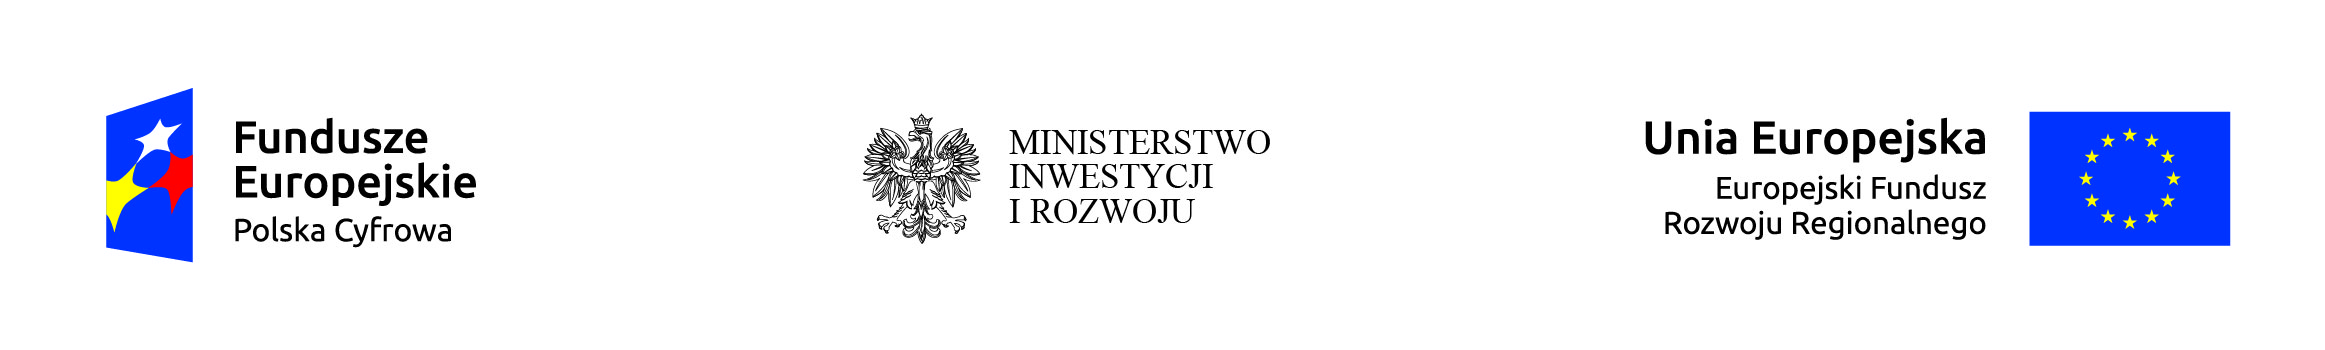 Fundusze
Europejskie
Polska Cyfrowa
MINISTERSTWO
INWESTYCJI
I ROZWOJU
Unia Europejska
Europejski Fundusz
Rozwoju Regionalnego